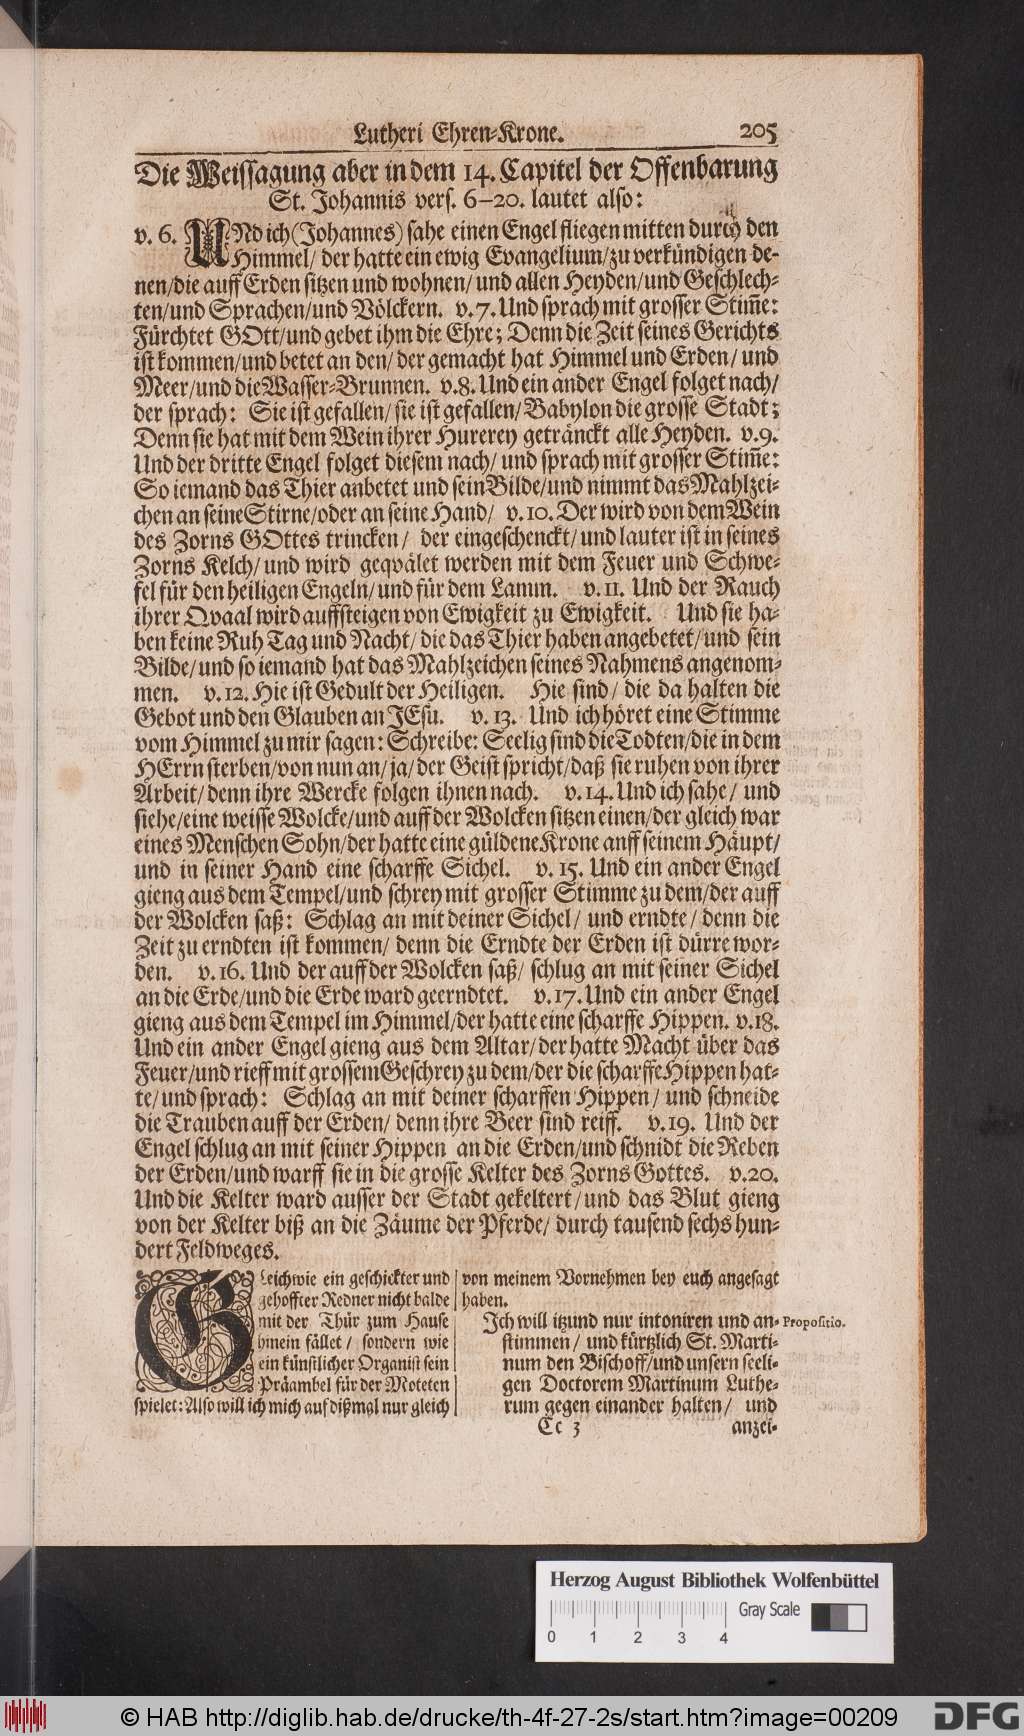 Lutheri Ehren-Krone. 205
Die Weissagung aber in dem 14. Capitel der Offenbarung
St. Johannis vers. 6–20. lautet also:
v. 6. UNd ich (Johannes) sahe einen Engel fliegen mitten durch den
Himmel/ der hatte ein ewig Evangelium/ zu verkündigen de-
nen/ die auff Erden sitzen und wohnen/ und allen Heyden/ und Geschlech-
ten/ und Sprachen/ und Völckern. v. 7. Und sprach mit grosser Stim̄e:
Fürchtet GOtt/ und gebet ihm die Ehre; Denn die Zeit seines Gerichts
ist kommen/ und betet an den/ der gemacht hat Himmel und Erden/ und
Meer/ und die Wasser-Brunnen. v. 8. Und ein ander Engel folget nach/
der sprach: Sie ist gefallen/ sie ist gefallen/ Babylon die grosse Stadt;
Denn sie hat mit dem Wein ihrer Hurerey getränckt alle Heyden. v. 9.
Und der dritte Engel folget diesem nach/ und sprach mit grosser Stim̄e:
So iemand das Thier anbetet und sein Bilde/ und nimmt das Mahlzei-
chen an seine Stirne/ oder an seine Hand/ v. 10. Der wird von dem Wein
des Zorns GOttes trincken/ der eingeschenckt/ und lauter ist in seines
Zorns Kelch/ und wird geqvälet werden mit dem Feuer und Schwe-
fel für den heiligen Engeln/ und für dem Lamm. v. 11. Und der Rauch
ihrer Qvaal wird auffsteigen von Ewigkeit zu Ewigkeit. Und sie ha-
ben keine Ruh Tag und Nacht/ die das Thier haben angebetet/ und sein
Bilde/ und so iemand hat das Mahlzeichen seines Nahmens angenom-
men. v. 12. Hie ist Gedult der Heiligen. Hie sind/ die da halten die
Gebot und den Glauben an JEsu. v. 13. Und ich höret eine Stimme
vom Himmel zu mir sagen: Schreibe: Seelig sind die Todten/ die in dem
HErrn sterben/ von nun an/ ja/ der Geist spricht/ daß sie ruhen von ihrer
Arbeit/ denn ihre Wercke folgen ihnen nach. v. 14. Und ich sahe/ und
siehe/ eine weisse Wolcke/ und auff der Wolcken sitzen einen/ der gleich war
eines Menschen Sohn/ der hatte eine güldene Krone anff seinem Häupt/
und in seiner Hand eine scharffe Sichel. v. 15. Und ein ander Engel
gieng aus dem Tempel/ und schrey mit grosser Stimme zu dem/ der auff
der Wolcken saß: Schlag an mit deiner Sichel/ und erndte/ denn die
Zeit zu erndten ist kommen/ denn die Erndte der Erden ist dürre wor-
den. v. 16. Und der auff der Wolcken saß/ schlug an mit seiner Sichel
an die Erde/ und die Erde ward geerndtet. v. 17. Und ein ander Engel
gieng aus dem Tempel im Himmel/ der hatte eine scharffe Hippen. v. 18.
Und ein ander Engel gieng aus dem Altar/ der hatte Macht über das
Feuer/ und rieff mit grossem Geschrey zu dem/ der die scharffe Hippen hat-
te/ und sprach: Schlag an mit deiner scharffen Hippen/ und schneide
die Trauben auff der Erden/ denn ihre Beer sind reiff. v. 19. Und der
Engel schlug an mit seiner Hippen an die Erden/ und schnidt die Reben
der Erden/ und warff sie in die grosse Kelter des Zorns Gottes. v. 20.
Und die Kelter ward ausser der Stadt gekeltert/ und das Blut gieng
von der Kelter biß an die Zäume der Pferde/ durch tausend sechs hun-
dert Feldweges.
Gleichwie ein geschickter und
gehoffter Redner nicht balde
mit der Thür zum Hause
hinein fället/ sondern wie
ein künstlicher Organist sein
Präambel für der Moteten
spielet: Also will ich mich auf dißmal nur gleich
von meinem Vornehmen bey euch angesagt
haben.
Ich will itzund nur intoniren und an-
stimmen/ und kürtzlich St. Marti-
num den Bischoff/ und unsern seeli-
gen Doctorem Martinum Luthe-
rum gegen einander halten/ und
Propositio.
Cc 3 anzei-
Herzog August Bibliothek Wolfenbüttel
Gray Scale
0 1 2 3 4
© HAB http://diglib.hab.de/drucke/th-4f-27-2s/start.htm?image=00209
DFG